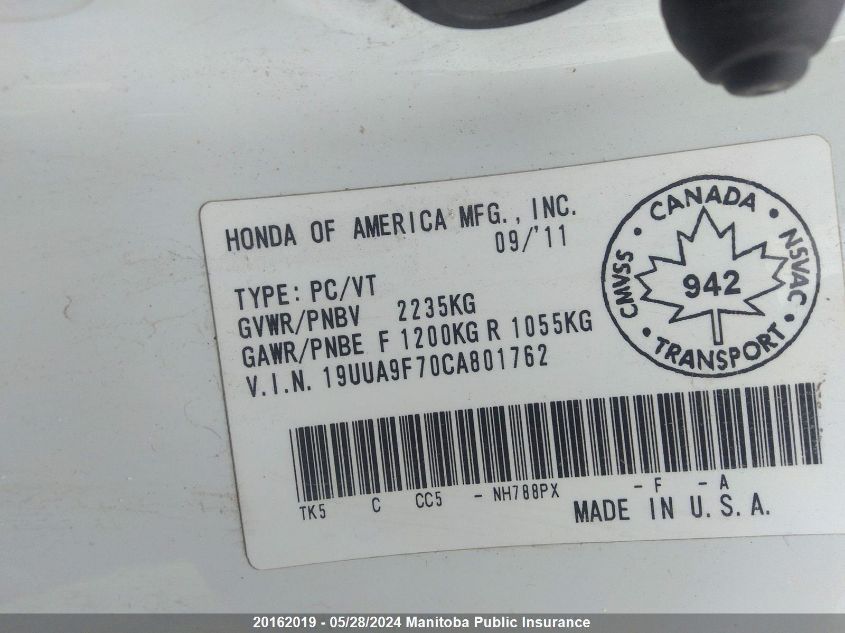 HONDA OF AMERICA MFG., INC.
09/'11
TYPE: PC/VT
GVWR/PNBV 2235KG
GAWR/PNBE F 1200KG R 1055KG
V.I.N. 19UUA9F70CA801762
CANADA
CMVSS • 942 • NSVAC
TRANSPORT
TK5 C CC5 - NH788PX - F - A
MADE IN U.S.A.
20162019 - 05/28/2024 Manitoba Public Insurance